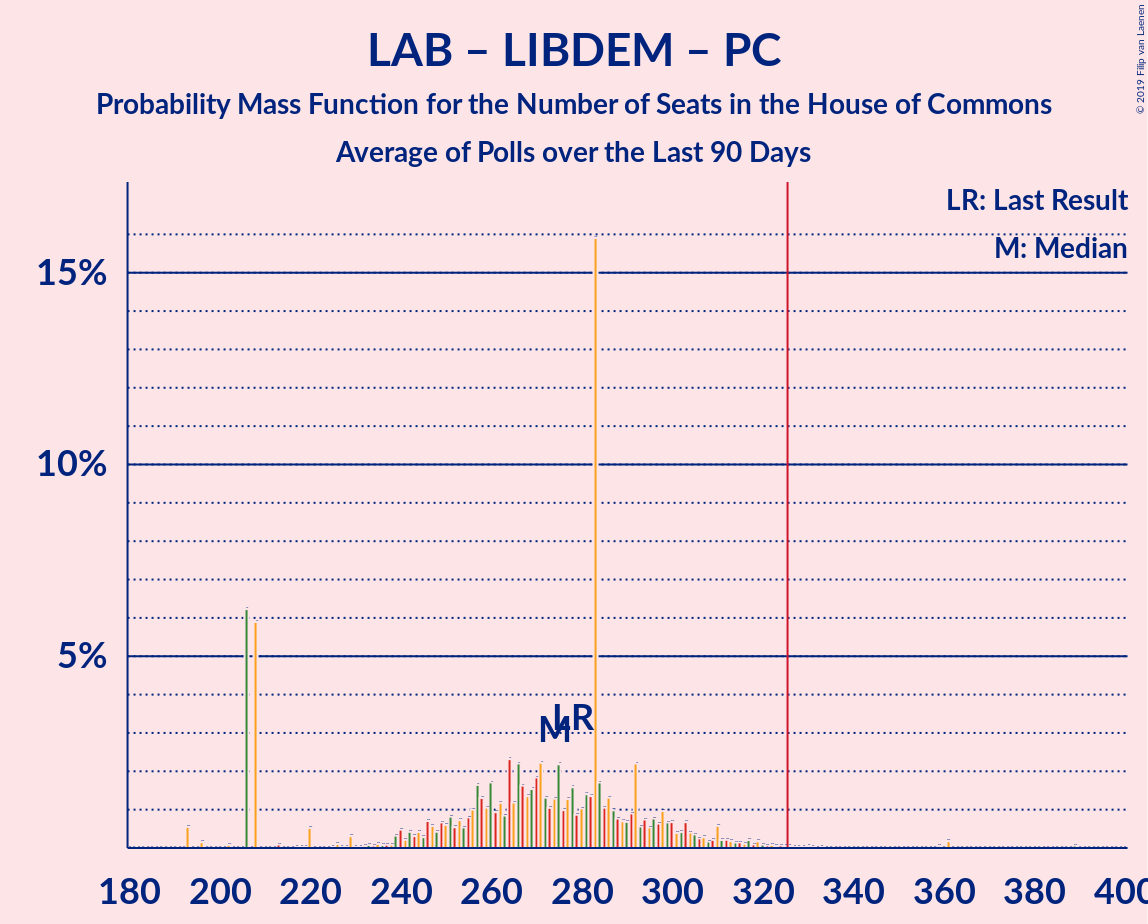 LAB – LIBDEM – PC
Probability Mass Function for the Number of Seats in the House of Commons
Average of Polls over the Last 90 Days
© 2019 Filip van Laenen
LR: Last Result
M: Median
15%
10%
5%
M
LR
180 200 220 240 260 280 300 320 340 360 380 400